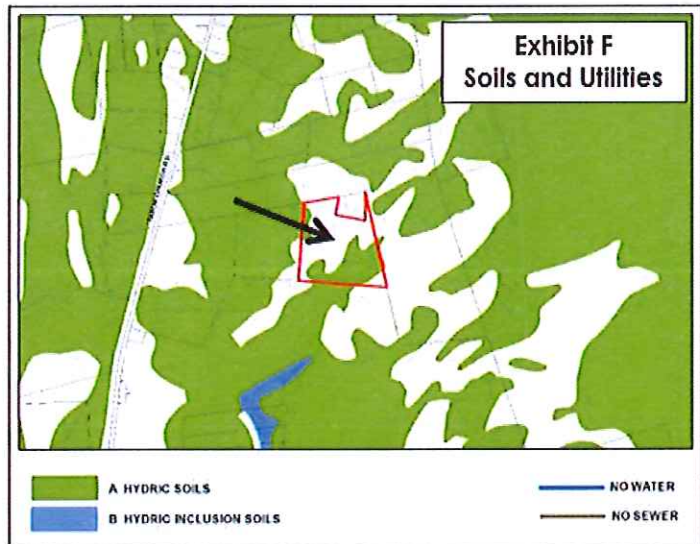 Exhibit F
Soils and Utilities
A HYDRIC SOILS
B HYDRIC INCLUSION SOILS
NO WATER
NO SEWER